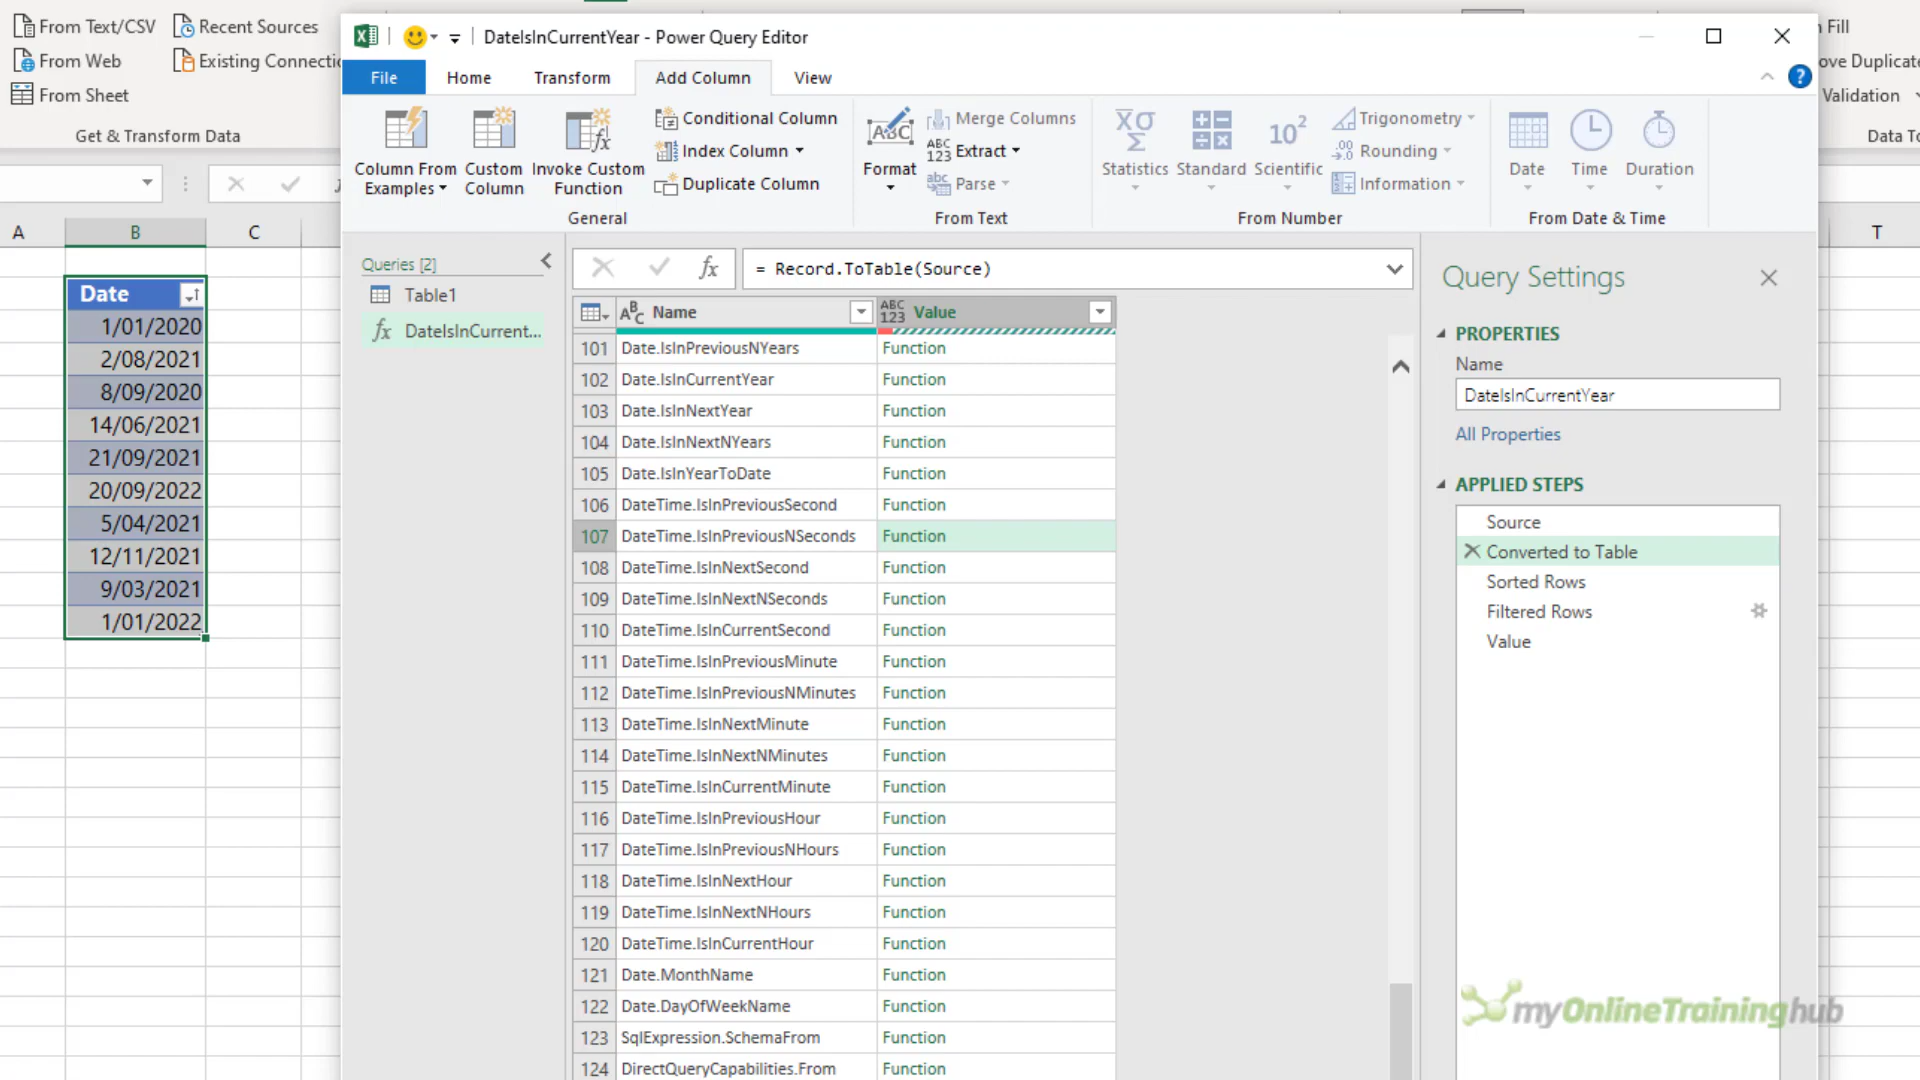 From Text/CSV
Recent Sources
From Web
Existing Connectio
From Sheet
Get & Transform Data
DateIsInCurrentYear - Power Query Editor
Fill
ove Duplicate
Validation
Data To
File
Home
Transform
Add Column
View
Column From
Examples
Custom
Column
Invoke Custom
Function
Conditional Column
Index Column
Duplicate Column
General
Format
Merge Columns
Extract
Parse
From Text
Statistics
Standard
Scientific
Trigonometry
Rounding
Information
From Number
Date
Time
Duration
From Date & Time
A
B
C
T
Date
1/01/2020
2/08/2021
8/09/2020
14/06/2021
21/09/2021
20/09/2022
5/04/2021
12/11/2021
9/03/2021
1/01/2022
Queries [2]
Table1
DateIsInCurrent...
= Record.ToTable(Source)
Name
Value
101 Date.IsInPreviousNYears Function
102 Date.IsInCurrentYear Function
103 Date.IsInNextYear Function
104 Date.IsInNextNYears Function
105 Date.IsInYearToDate Function
106 DateTime.IsInPreviousSecond Function
107 DateTime.IsInPreviousNSeconds Function
108 DateTime.IsInNextSecond Function
109 DateTime.IsInNextNSeconds Function
110 DateTime.IsInCurrentSecond Function
111 DateTime.IsInPreviousMinute Function
112 DateTime.IsInPreviousNMinutes Function
113 DateTime.IsInNextMinute Function
114 DateTime.IsInNextNMinutes Function
115 DateTime.IsInCurrentMinute Function
116 DateTime.IsInPreviousHour Function
117 DateTime.IsInPreviousNHours Function
118 DateTime.IsInNextHour Function
119 DateTime.IsInNextNHours Function
120 DateTime.IsInCurrentHour Function
121 Date.MonthName Function
122 Date.DayOfWeekName Function
123 SqlExpression.SchemaFrom Function
124 DirectQueryCapabilities.From Function
Query Settings
PROPERTIES
Name
DateIsInCurrentYear
All Properties
APPLIED STEPS
Source
Converted to Table
Sorted Rows
Filtered Rows
Value
myOnlineTraininghub